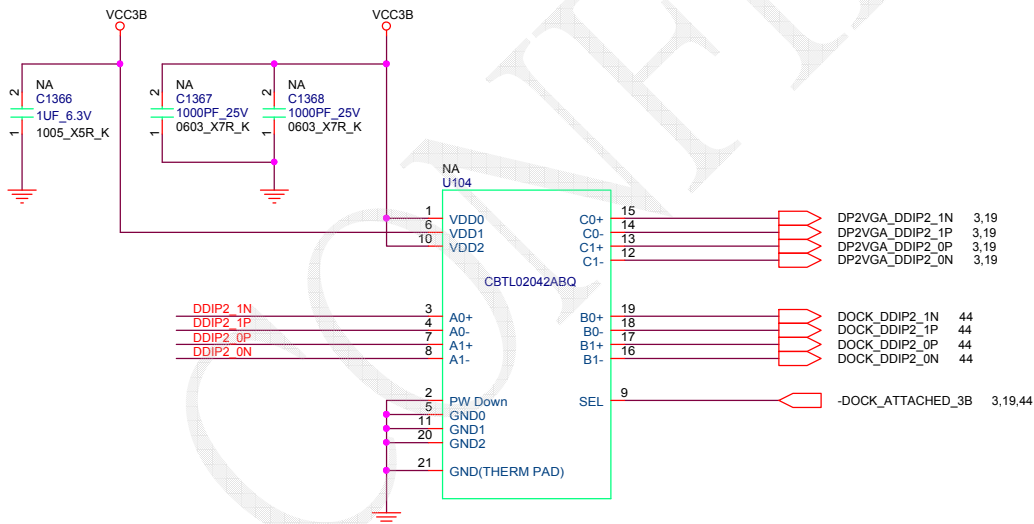 VCC3B
VCC3B
2
NA
C1366
1UF_6.3V
1
1005_X5R_K
2
NA
C1367
1000PF_25V
1
0603_X7R_K
2
NA
C1368
1000PF_25V
1
0603_X7R_K
NA
U104
1 VDD0 C0+ 15 DP2VGA_DDIP2_1N 3,19
6 VDD1 C0- 14 DP2VGA_DDIP2_1P 3,19
10 VDD2 C1+ 13 DP2VGA_DDIP2_0P 3,19
C1- 12 DP2VGA_DDIP2_0N 3,19
CBTL02042ABQ
DDIP2_1N 3 A0+ B0+ 19 DOCK_DDIP2_1N 44
DDIP2_1P 4 A0- B0- 18 DOCK_DDIP2_1P 44
DDIP2_0P 7 A1+ B1+ 17 DOCK_DDIP2_0P 44
DDIP2_0N 8 A1- B1- 16 DOCK_DDIP2_0N 44
2 PW Down SEL 9 -DOCK_ATTACHED_3B 3,19,44
5 GND0
11 GND1
20 GND2
21 GND(THERM PAD)